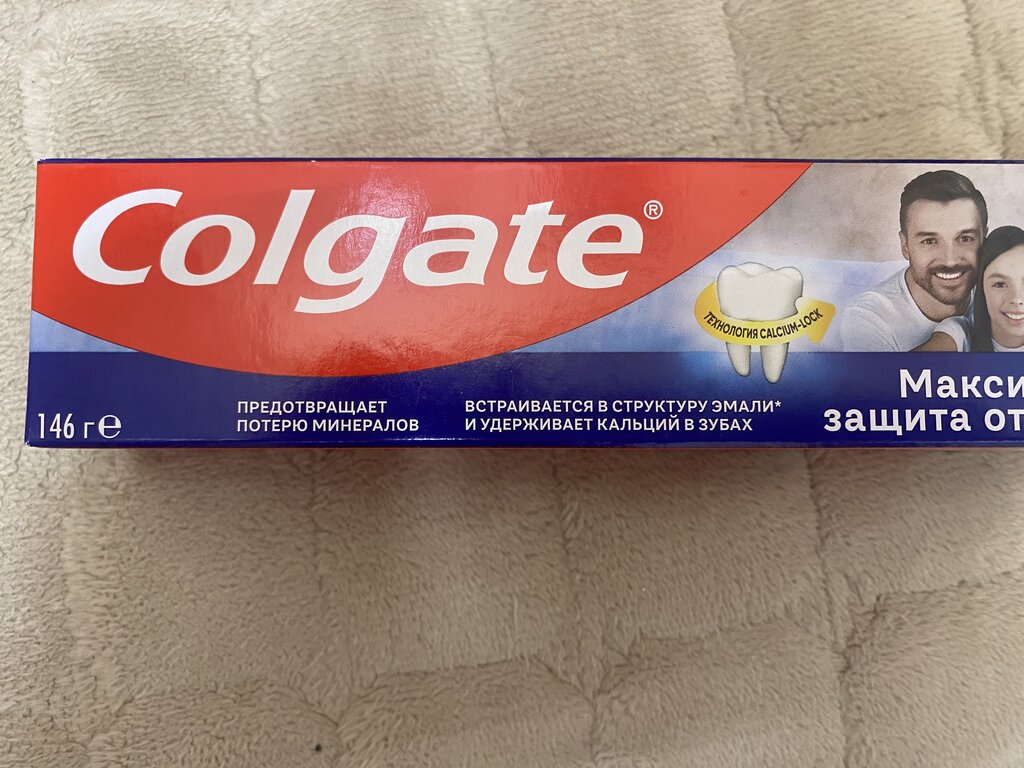 Colgate®
ТЕХНОЛОГИЯ CALCIUM-LOCK
146 г℮
ПРЕДОТВРАЩАЕТ
ПОТЕРЮ МИНЕРАЛОВ
ВСТРАИВАЕТСЯ В СТРУКТУРУ ЭМАЛИ*
И УДЕРЖИВАЕТ КАЛЬЦИЙ В ЗУБАХ
Макси
защита от